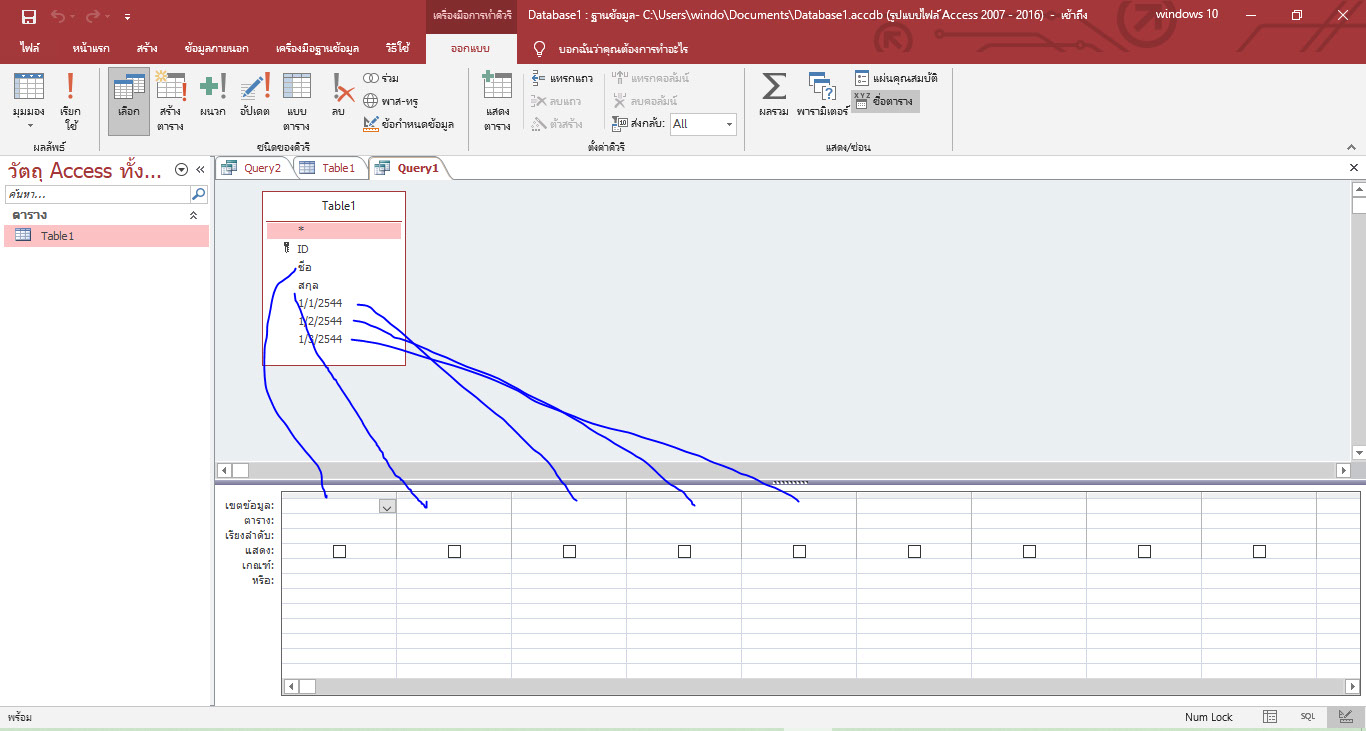 เครื่องมือการทำคิวรี
Database1 : ฐานข้อมูล- C:\Users\windo\Documents\Database1.accdb (รูปแบบไฟล์ Access 2007 - 2016) - เข้าถึง
windows 10
ไฟล์ หน้าแรก สร้าง ข้อมูลภายนอก เครื่องมือฐานข้อมูล วิธีใช้ ออกแบบ บอกฉันว่าคุณต้องการทำอะไร
มุมมอง
เรียกใช้
ผลลัพธ์
เลือก
สร้างตาราง
ผนวก
อัปเดต
แบบตาราง
ลบ
ร่วม
พาส-ทรู
ข้อกำหนดข้อมูล
ชนิดของคิวรี
แสดงตาราง
แทรกแถว
ลบแถว
ตัวสร้าง
แทรกคอลัมน์
ลบคอลัมน์
ส่งกลับ: All
ตั้งค่าคิวรี
ผลรวม
พารามิเตอร์
แผ่นคุณสมบัติ
XYZ ชื่อตาราง
แสดง/ซ่อน
วัตถุ Access ทั้ง...
ค้นหา...
ตาราง
Table1
Query2 Table1 Query1
Table1
*
ID
ชื่อ
สกุล
1/1/2544
1/2/2544
1/3/2544
เขตข้อมูล:
ตาราง:
เรียงลำดับ:
แสดง:
เกณฑ์:
หรือ:
พร้อม
Num Lock
SQL